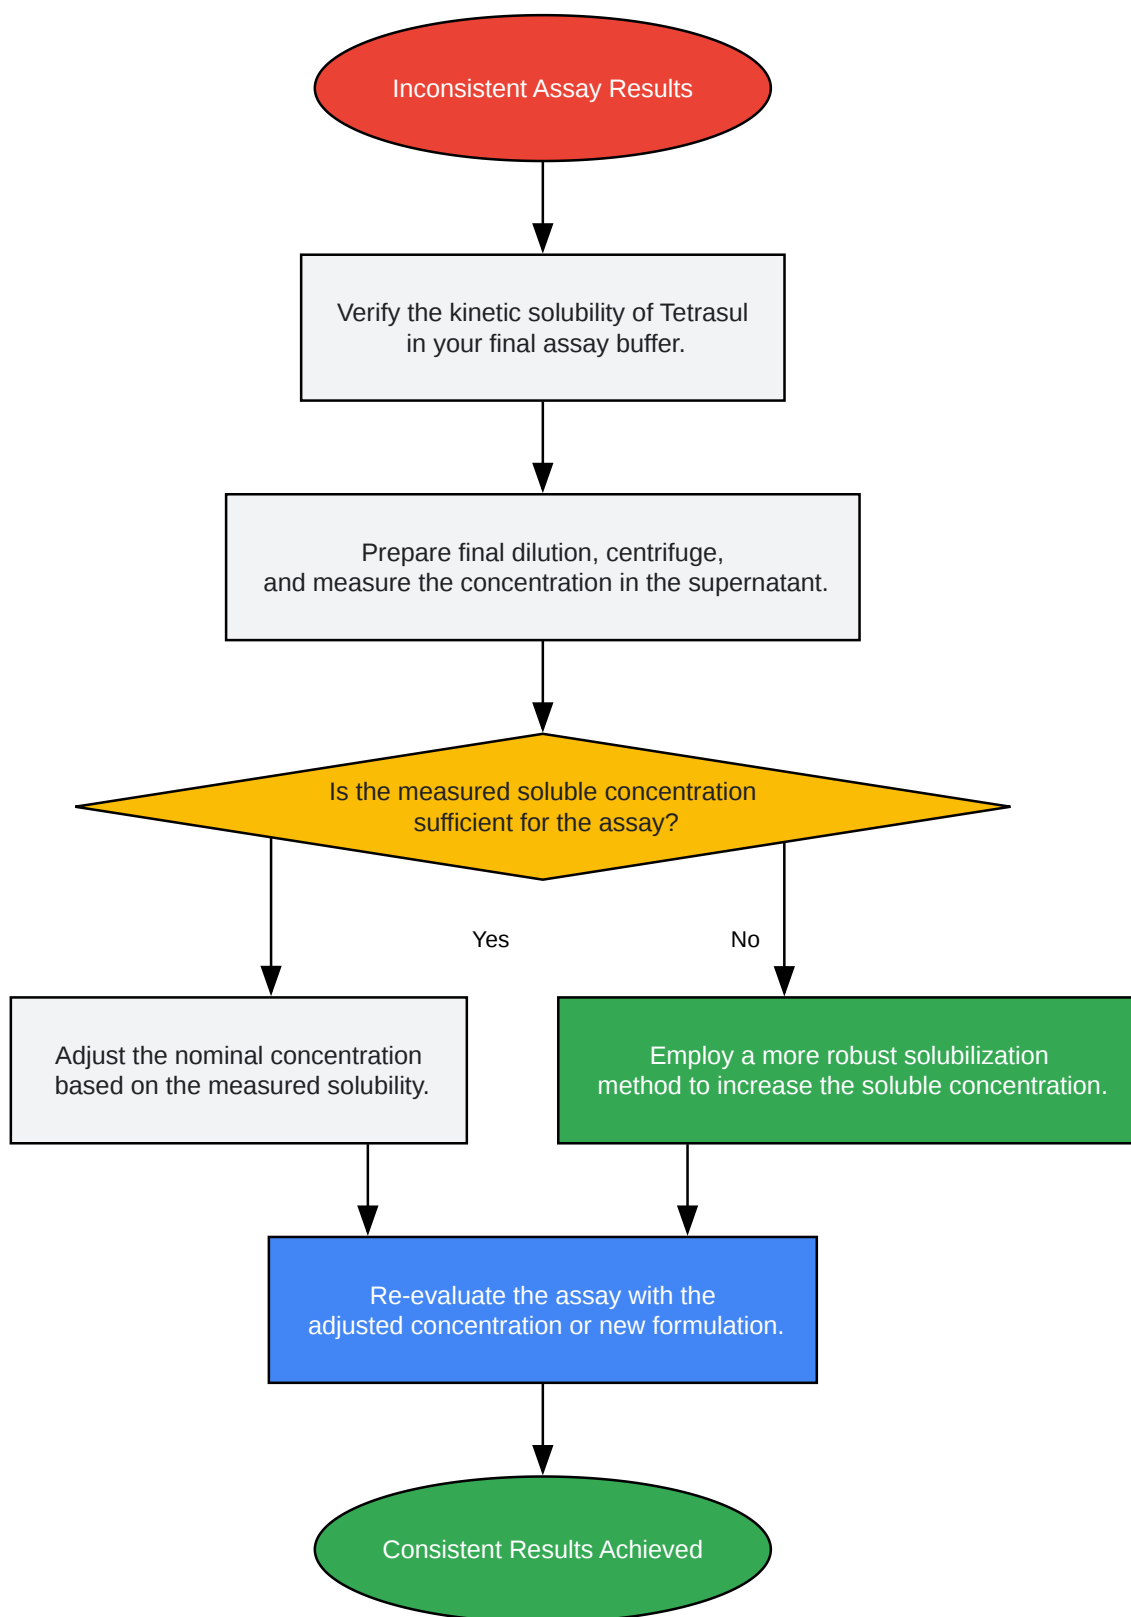 Inconsistent Assay Results
Verify the kinetic solubility of Tetrasul
in your final assay buffer.
Prepare final dilution, centrifuge,
and measure the concentration in the supernatant.
Is the measured soluble concentration
sufficient for the assay?
Yes
No
Adjust the nominal concentration
based on the measured solubility.
Employ a more robust solubilization
method to increase the soluble concentration.
Re-evaluate the assay with the
adjusted concentration or new formulation.
Consistent Results Achieved